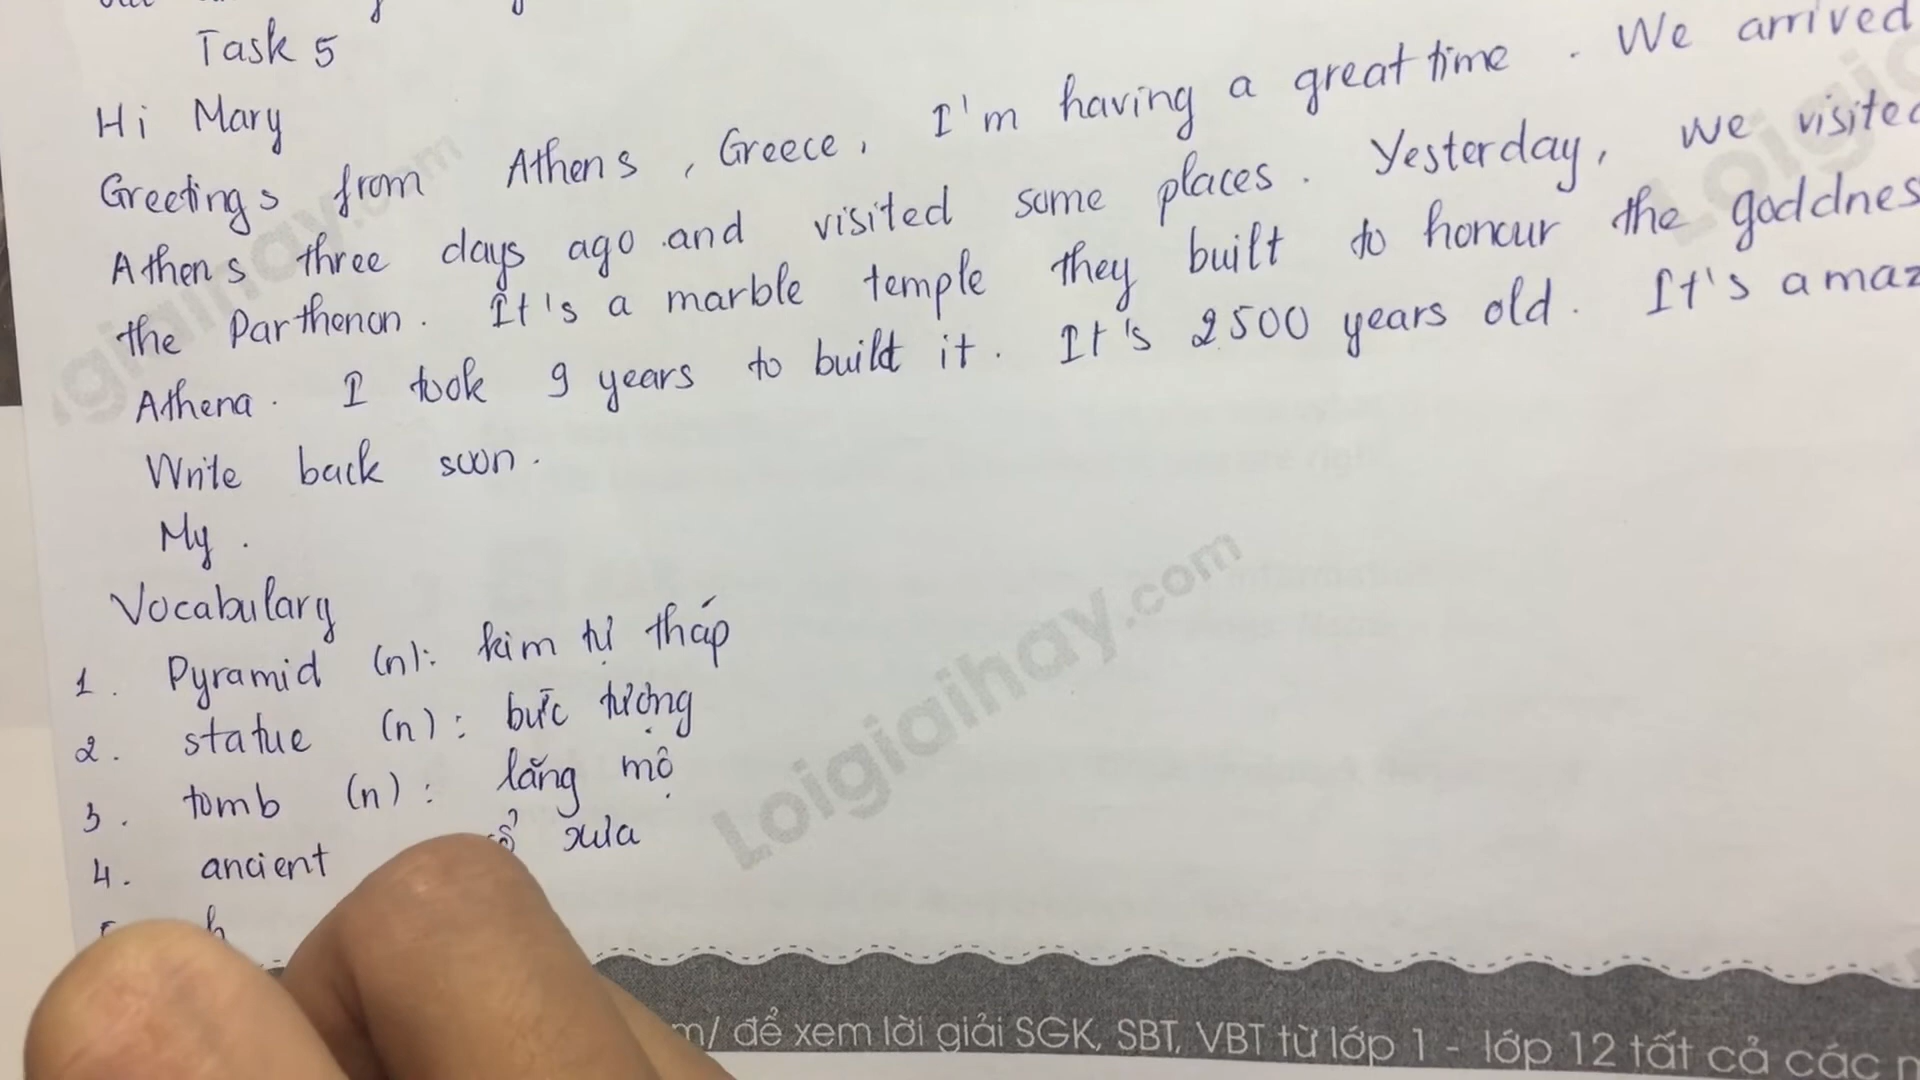 Task 5
Hi Mary
Greetings from Athens, Greece, I'm having a great time. We arrived
Athens three days ago and visited some places. Yesterday, we visited
the Parthenon. It's a marble temple they built to honour the goddnes
Athena. I took 9 years to build it. It's 2500 years old. It's amaz
Write back soon.
My.
Vocabulary
1. Pyramid (n): kim tự tháp
2. statue (n): bức tượng
3. tomb (n): lăng mộ
4. ancient cổ xưa
Loigiaihay.com
m/ để xem lời giải SGK, SBT, VBT từ lớp 1 - lớp 12 tất cả các